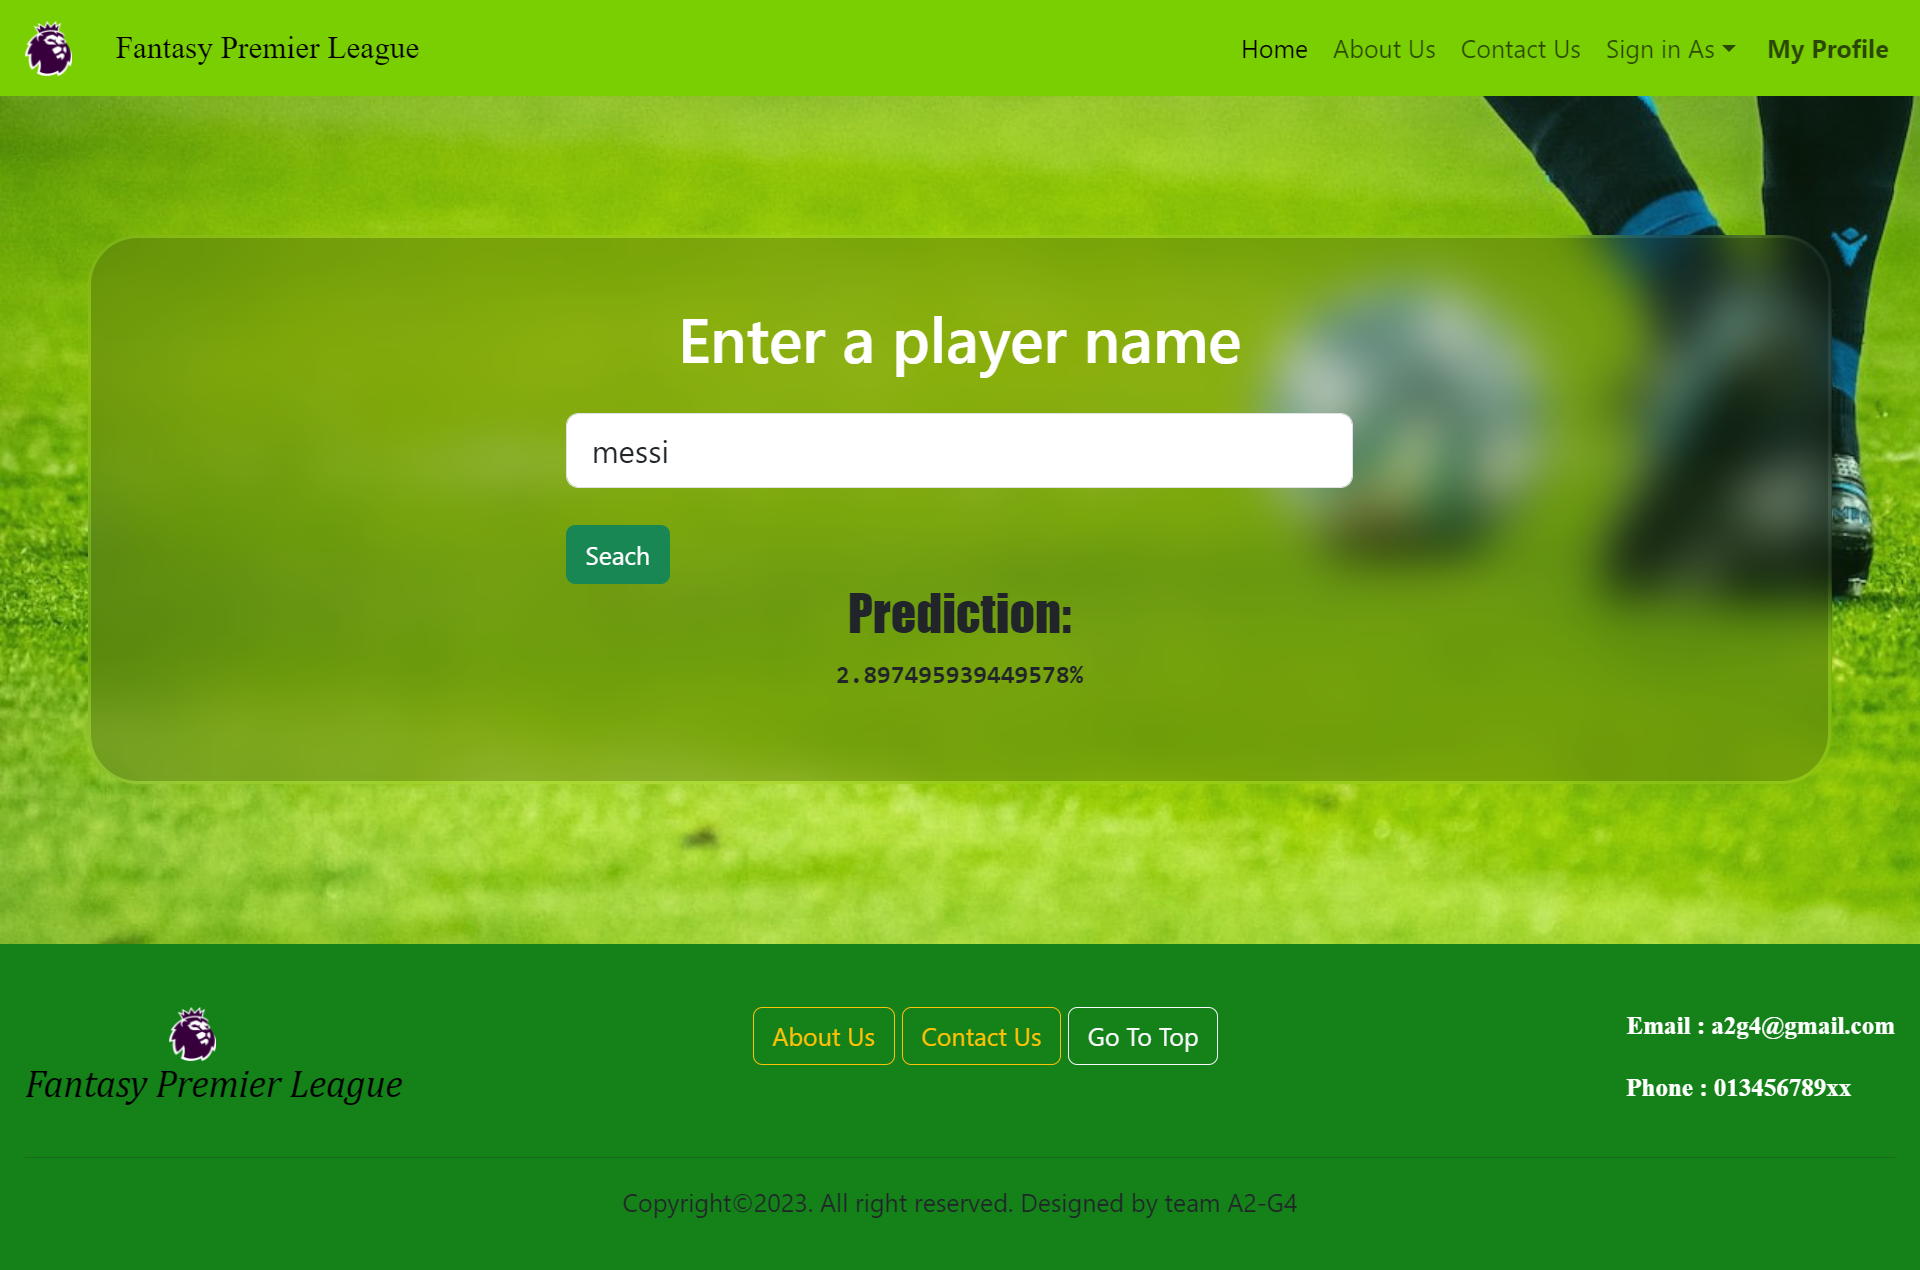 Fantasy Premier League
Home About Us Contact Us Sign in As My Profile
Enter a player name
messi
Seach
Prediction:
2.897495939449578%
Fantasy Premier League
About Us Contact Us Go To Top
Email : a2g4@gmail.com
Phone : 013456789xx
Copyright©2023. All right reserved. Designed by team A2-G4